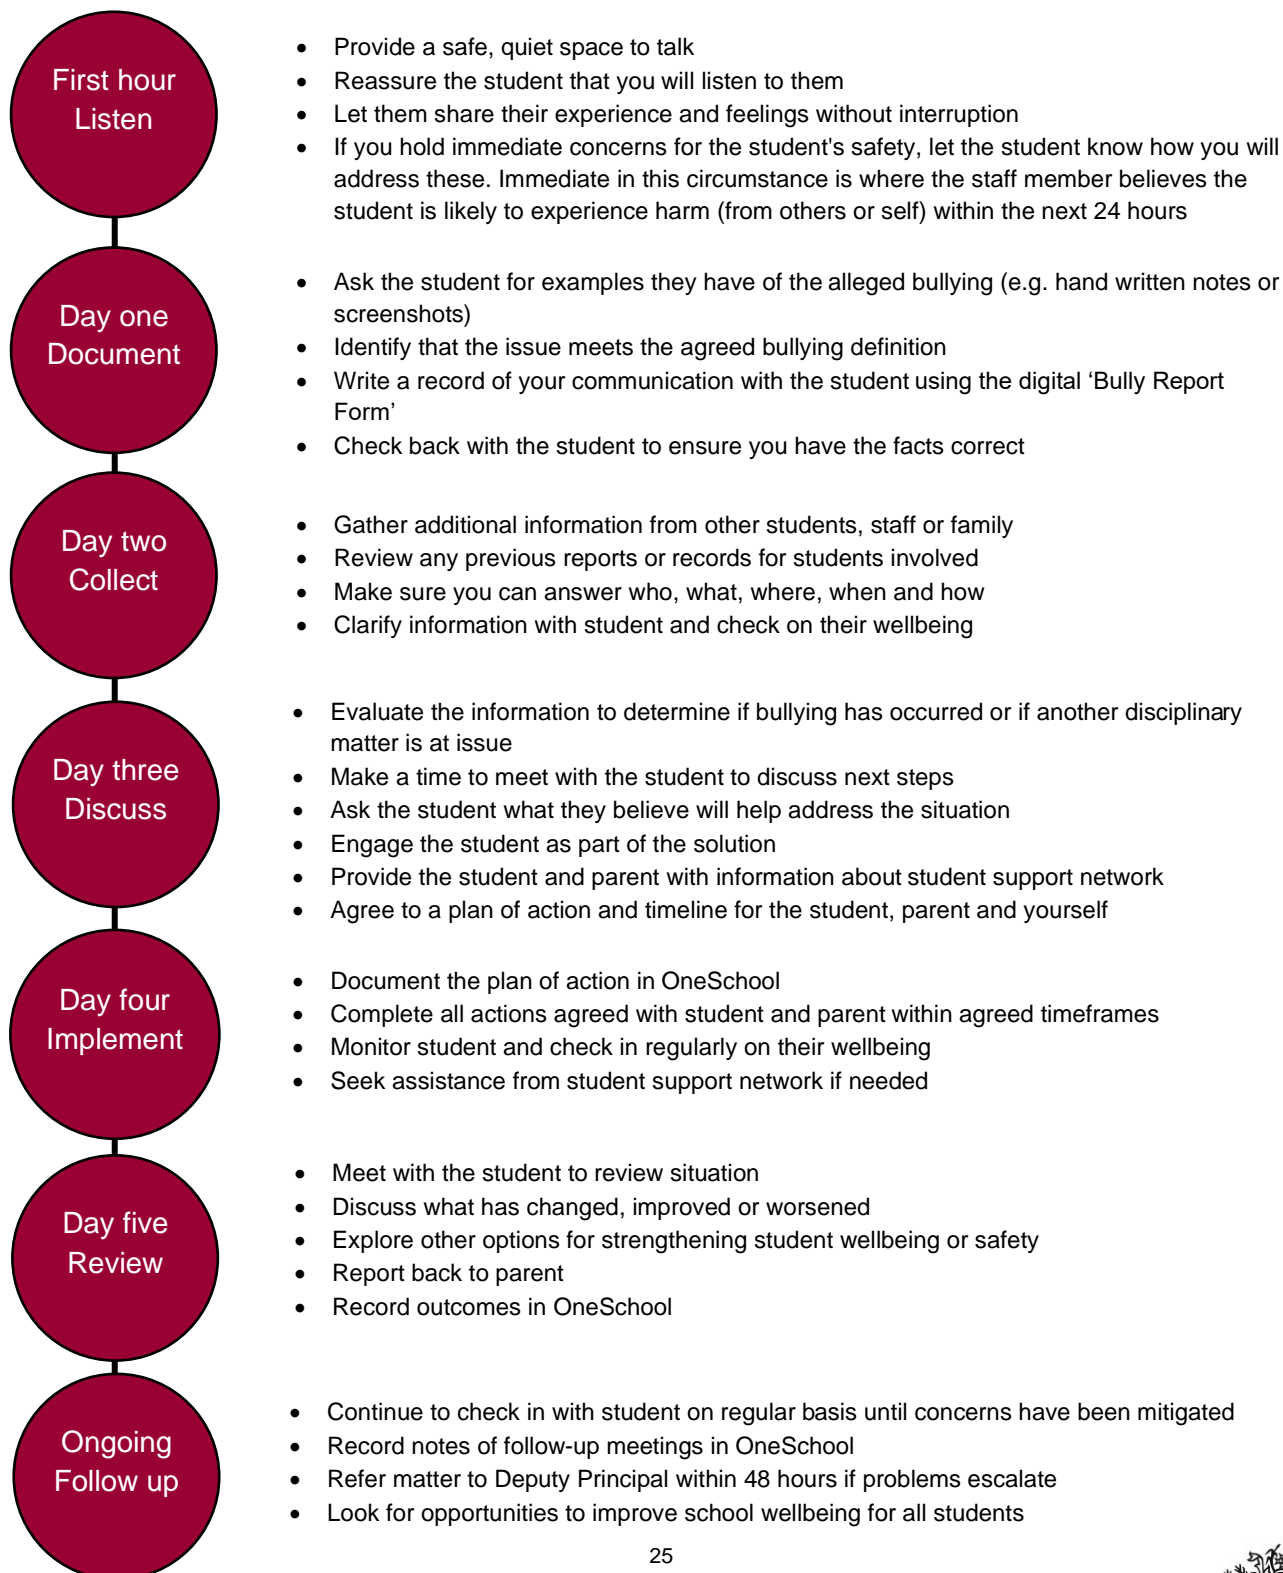 First hour
Listen
• Provide a safe, quiet space to talk
• Reassure the student that you will listen to them
• Let them share their experience and feelings without interruption
• If you hold immediate concerns for the student's safety, let the student know how you will
address these. Immediate in this circumstance is where the staff member believes the
student is likely to experience harm (from others or self) within the next 24 hours
Day one
Document
• Ask the student for examples they have of the alleged bullying (e.g. hand written notes or
screenshots)
• Identify that the issue meets the agreed bullying definition
• Write a record of your communication with the student using the digital ‘Bully Report
Form’
• Check back with the student to ensure you have the facts correct
Day two
Collect
• Gather additional information from other students, staff or family
• Review any previous reports or records for students involved
• Make sure you can answer who, what, where, when and how
• Clarify information with student and check on their wellbeing
Day three
Discuss
• Evaluate the information to determine if bullying has occurred or if another disciplinary
matter is at issue
• Make a time to meet with the student to discuss next steps
• Ask the student what they believe will help address the situation
• Engage the student as part of the solution
• Provide the student and parent with information about student support network
• Agree to a plan of action and timeline for the student, parent and yourself
Day four
Implement
• Document the plan of action in OneSchool
• Complete all actions agreed with student and parent within agreed timeframes
• Monitor student and check in regularly on their wellbeing
• Seek assistance from student support network if needed
Day five
Review
• Meet with the student to review situation
• Discuss what has changed, improved or worsened
• Explore other options for strengthening student wellbeing or safety
• Report back to parent
• Record outcomes in OneSchool
Ongoing
Follow up
• Continue to check in with student on regular basis until concerns have been mitigated
• Record notes of follow-up meetings in OneSchool
• Refer matter to Deputy Principal within 48 hours if problems escalate
• Look for opportunities to improve school wellbeing for all students
25